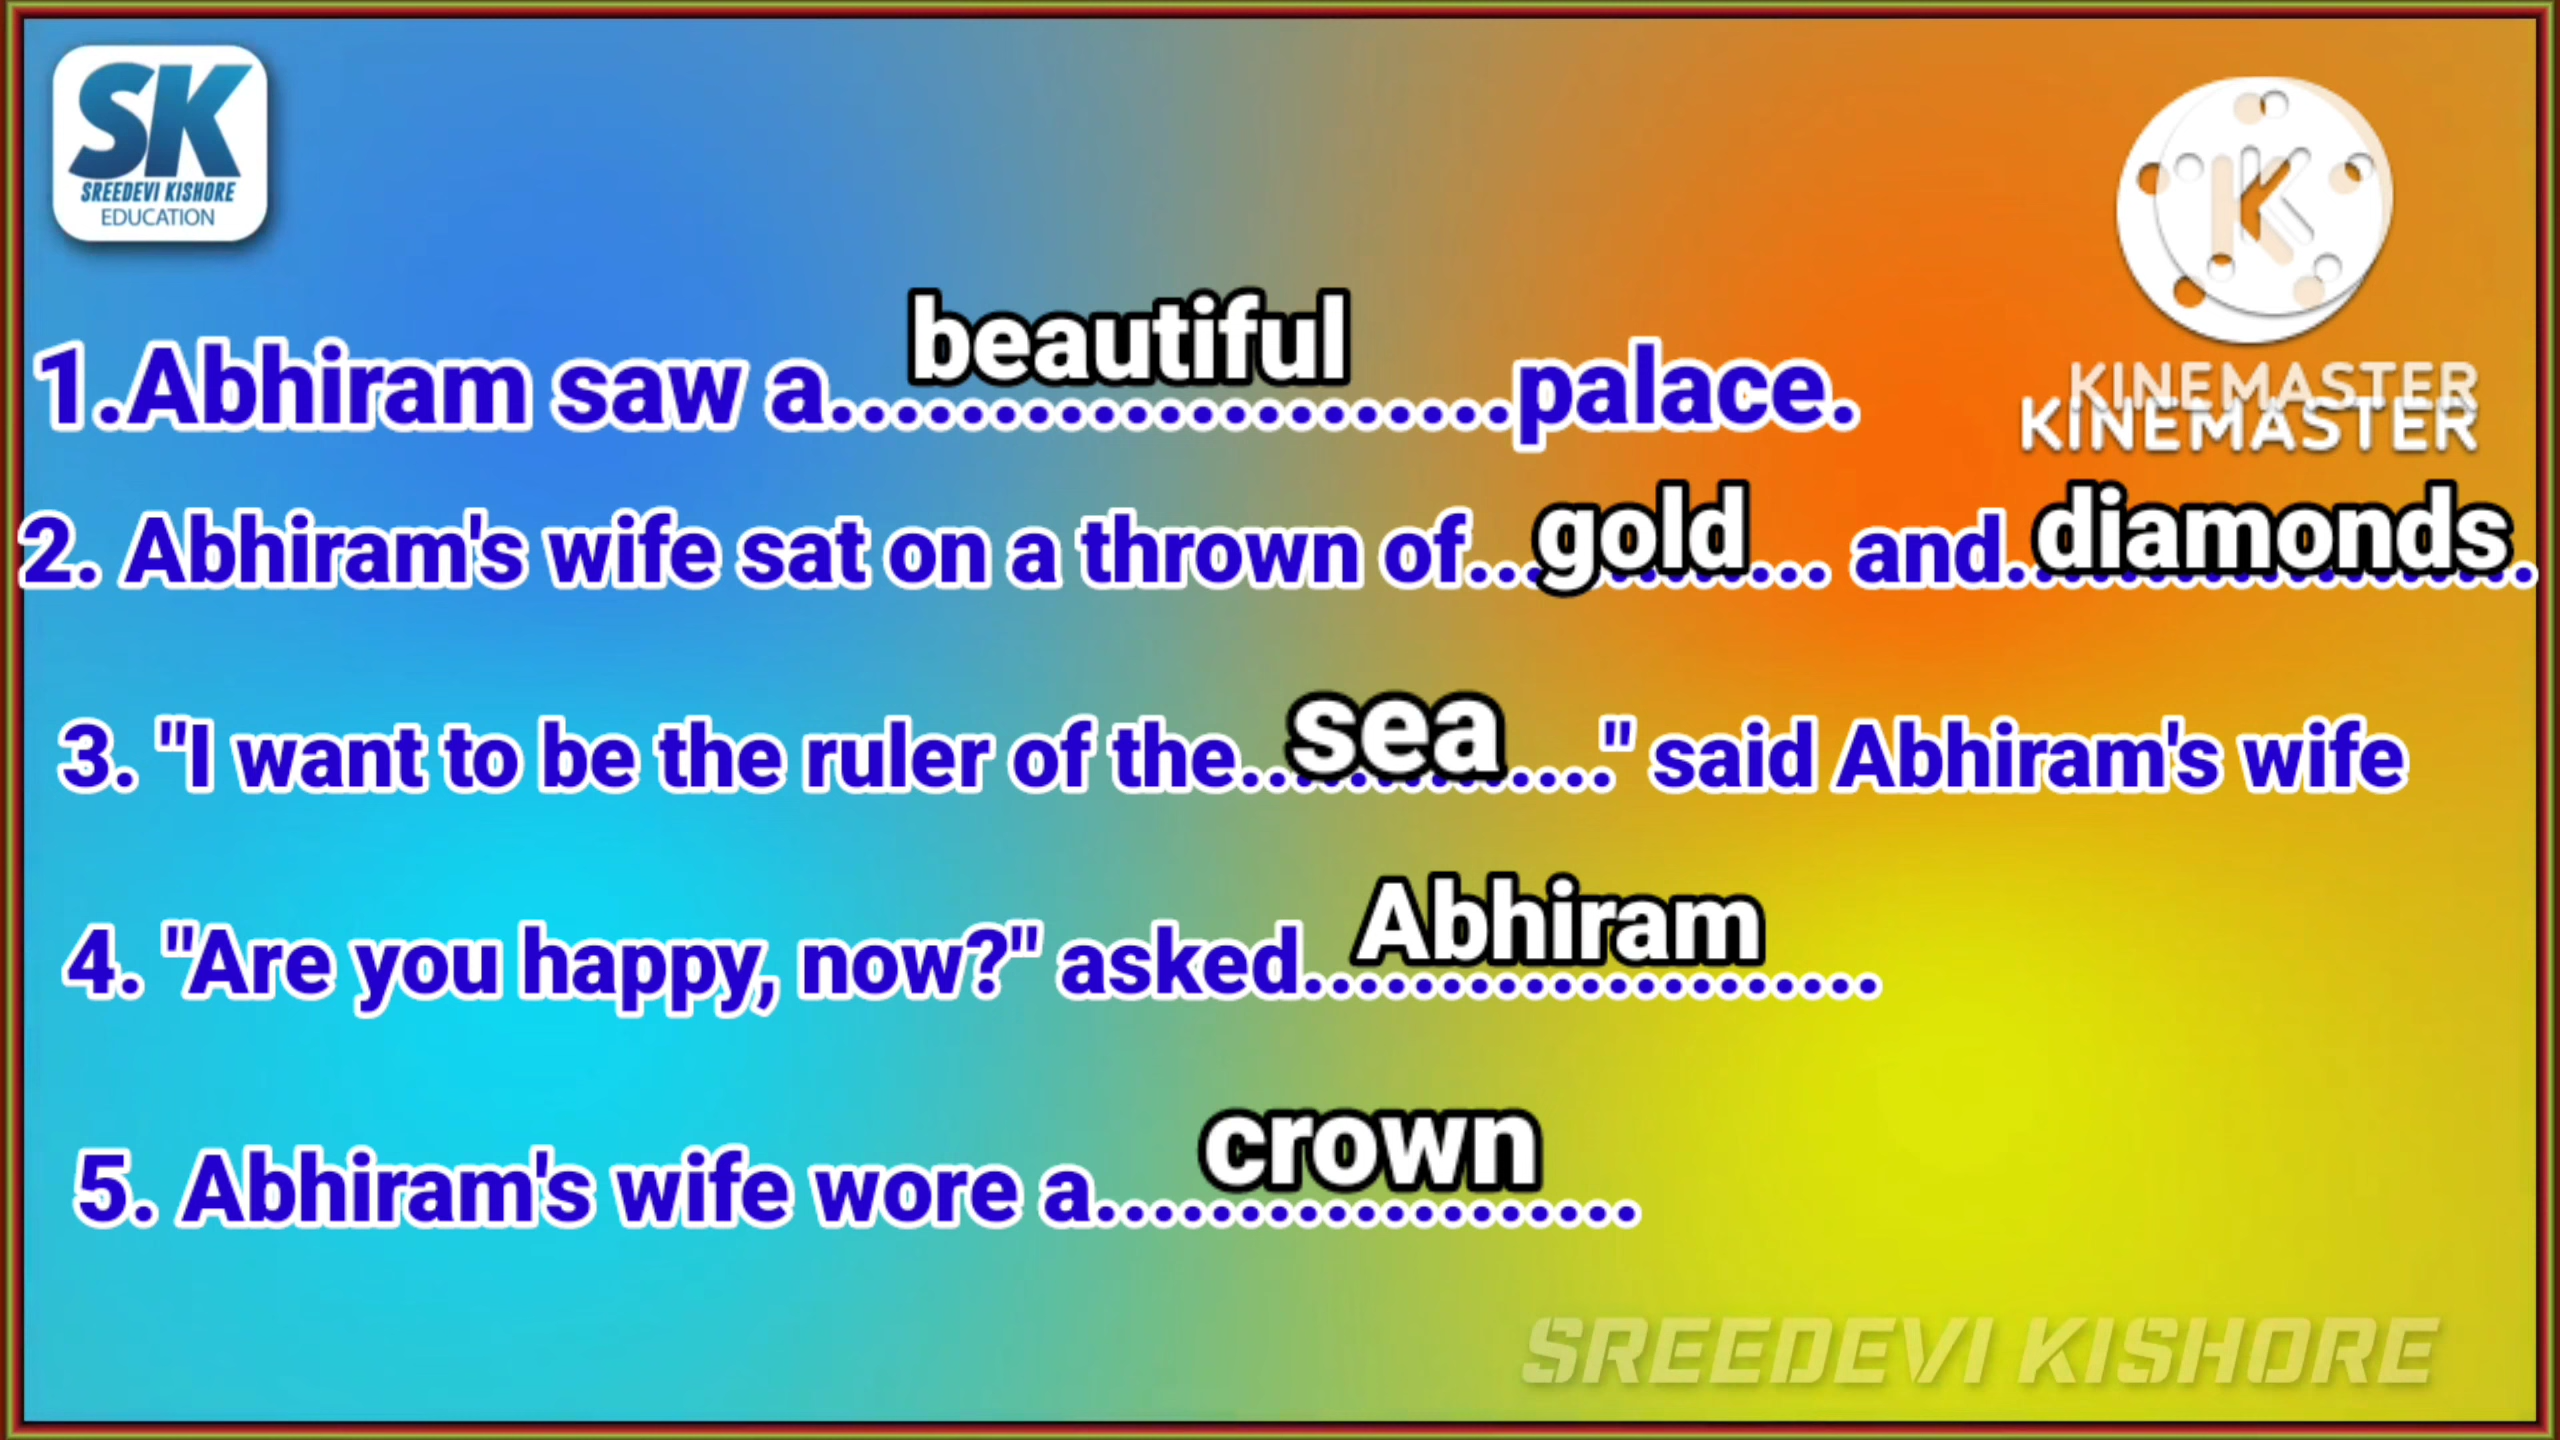 SK
SREEDEVI KISHORE
EDUCATION
KINEMASTER
KINEMASTER
1.Abhiram saw a......beautiful......palace.
2. Abhiram's wife sat on a thrown of...gold... and.diamonds.
3. "I want to be the ruler of the..sea...." said Abhiram's wife
4. "Are you happy, now?" asked......Abhiram......
5. Abhiram's wife wore a......crown......
SREEDEVI KISHORE